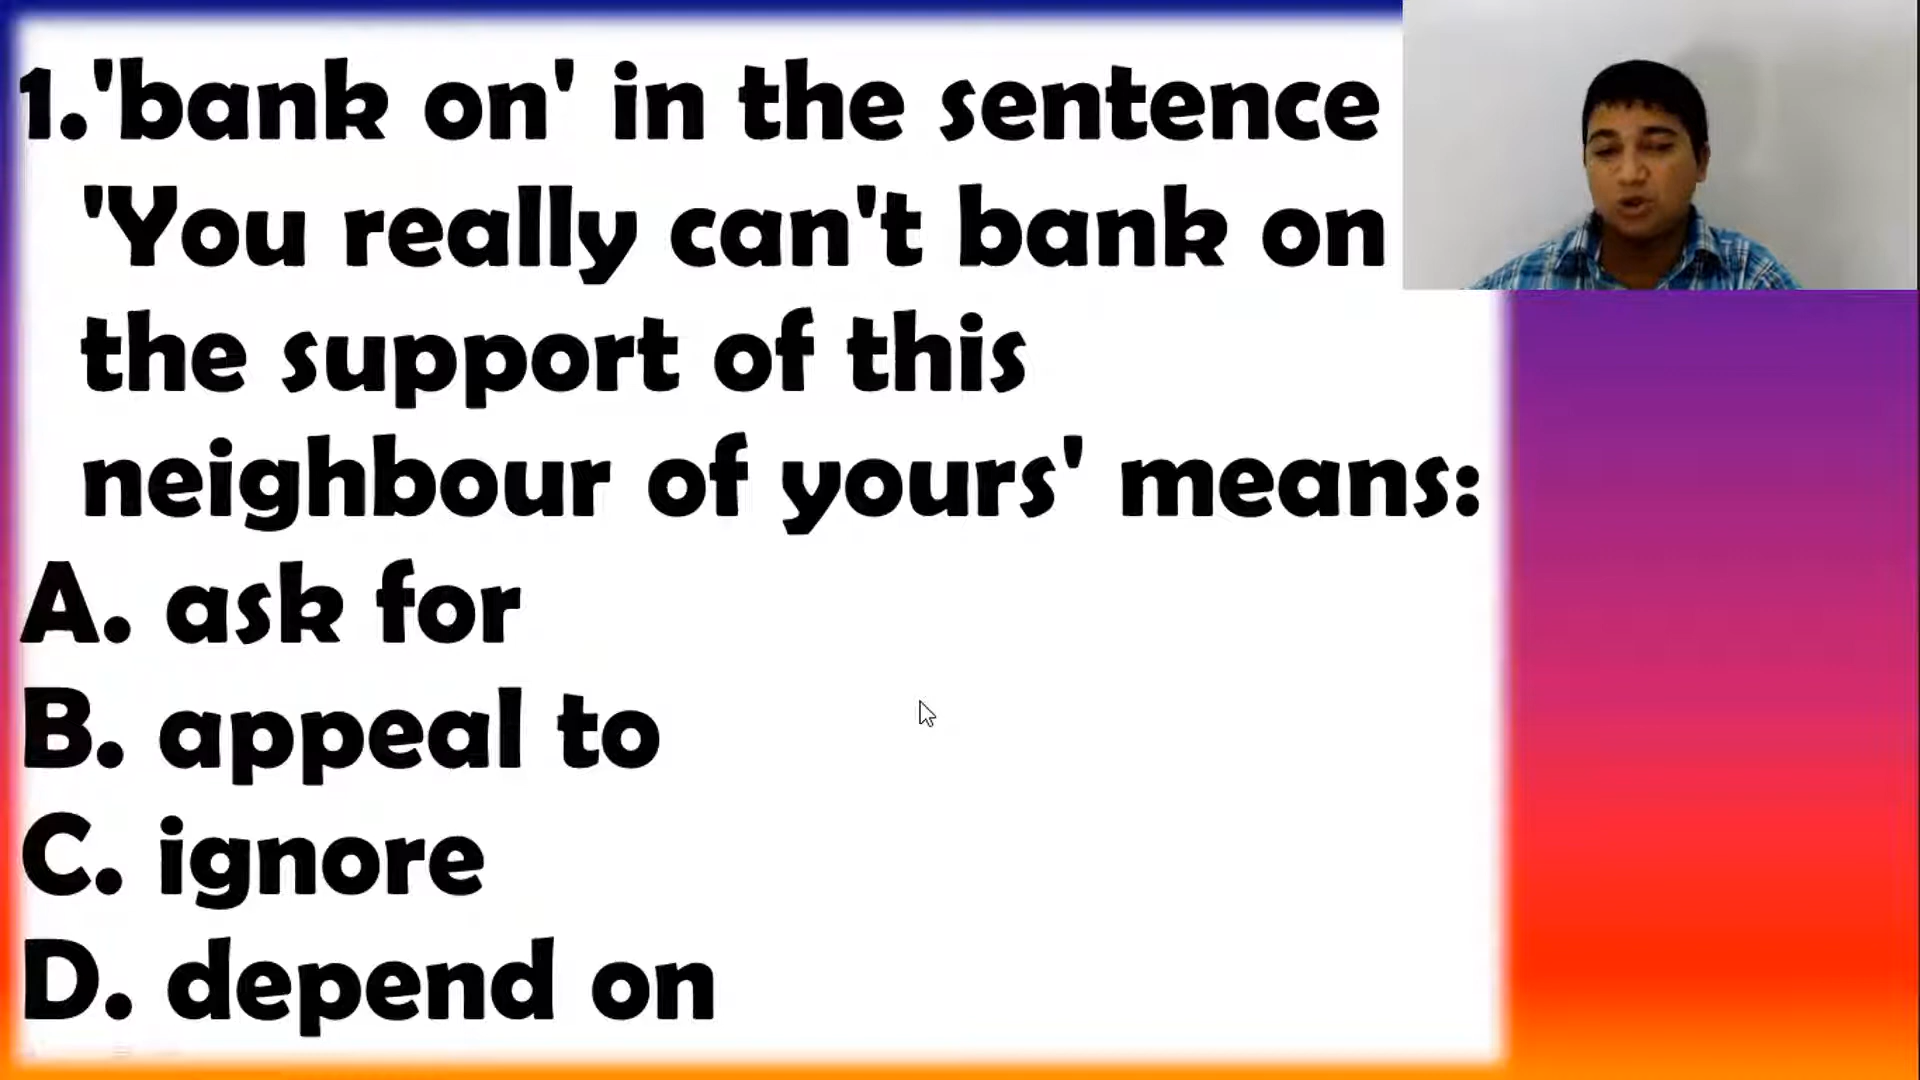 1.'bank on' in the sentence
'You really can't bank on
the support of this
neighbour of yours' means:
A. ask for
B. appeal to
C. ignore
D. depend on